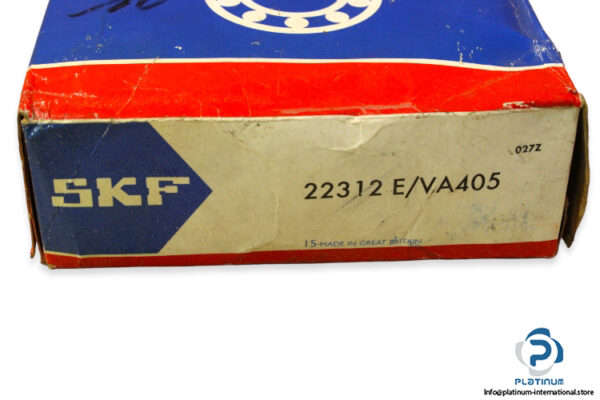 027Z
SKF
22312 E/VA405
15-MADE IN GREAT BRITAIN
PLATINUM
Info@platinum-international.store